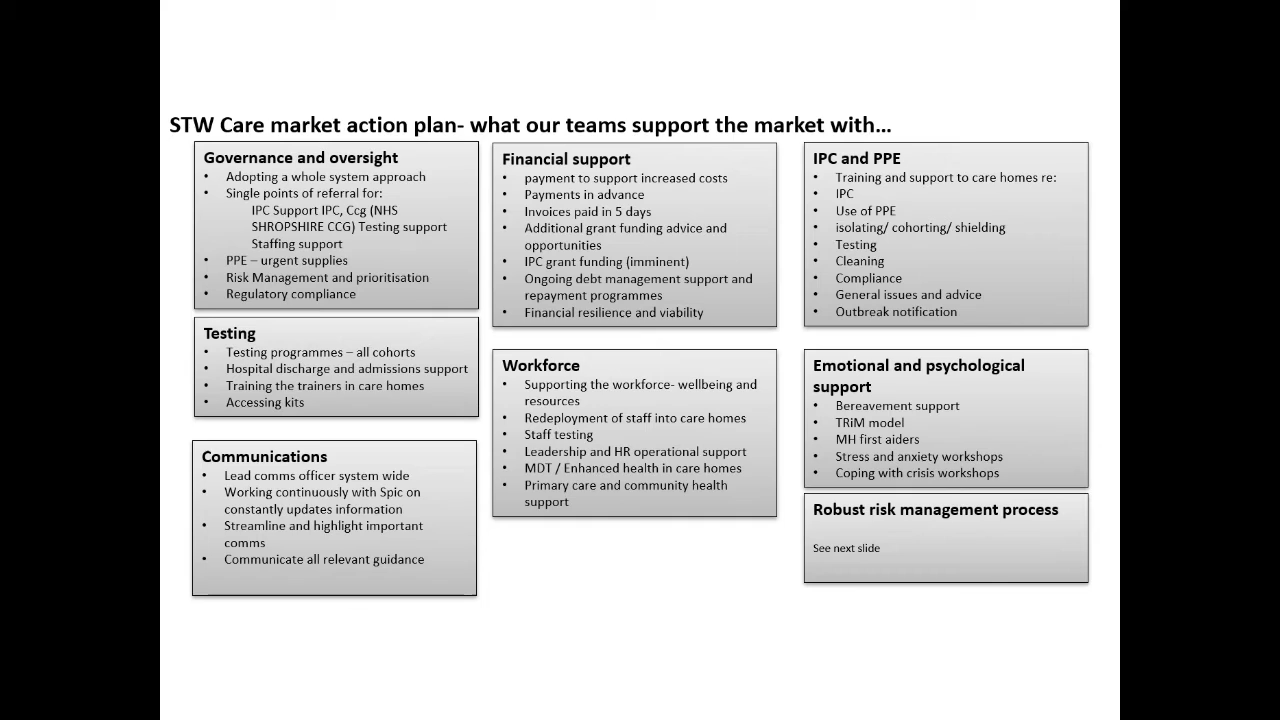 STW Care market action plan- what our teams support the market with…
Governance and oversight
• Adopting a whole system approach
• Single points of referral for:
IPC Support IPC, Ccg (NHS
SHROPSHIRE CCG) Testing support
Staffing support
• PPE – urgent supplies
• Risk Management and prioritisation
• Regulatory compliance
Testing
• Testing programmes – all cohorts
• Hospital discharge and admissions support
• Training the trainers in care homes
• Accessing kits
Communications
• Lead comms officer system wide
• Working continuously with Spic on
constantly updates information
• Streamline and highlight important
comms
• Communicate all relevant guidance
Financial support
• payment to support increased costs
• Payments in advance
• Invoices paid in 5 days
• Additional grant funding advice and
opportunities
• IPC grant funding (imminent)
• Ongoing debt management support and
repayment programmes
• Financial resilience and viability
Workforce
• Supporting the workforce- wellbeing and
resources
• Redeployment of staff into care homes
• Staff testing
• Leadership and HR operational support
• MDT / Enhanced health in care homes
• Primary care and community health
support
IPC and PPE
• Training and support to care homes re:
• IPC
• Use of PPE
• isolating/ cohorting/ shielding
• Testing
• Cleaning
• Compliance
• General issues and advice
• Outbreak notification
Emotional and psychological
support
• Bereavement support
• TRiM model
• MH first aiders
• Stress and anxiety workshops
• Coping with crisis workshops
Robust risk management process
See next slide